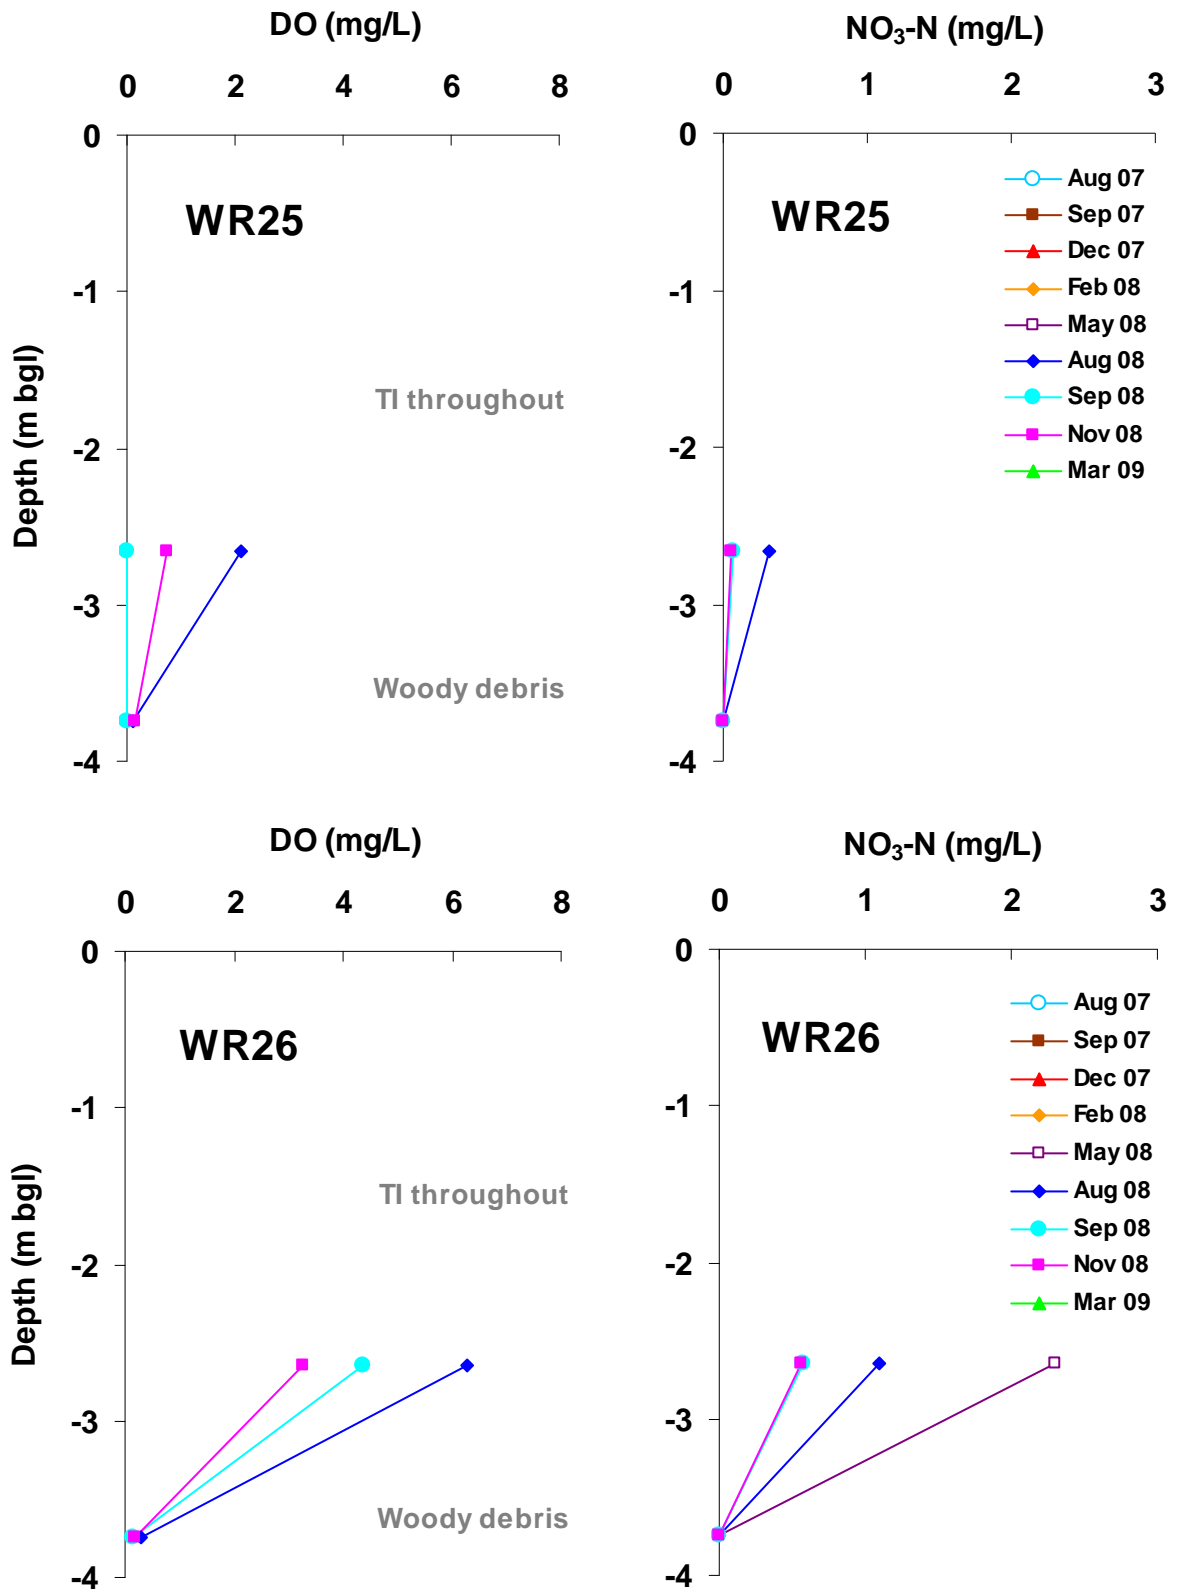 DO (mg/L)
0 2 4 6 8
0
-1
-2
-3
-4
Depth (m bgl)
WR25
TI throughout
Woody debris
NO₃-N (mg/L)
0 1 2 3
0
-1
-2
-3
-4
WR25
Aug 07
Sep 07
Dec 07
Feb 08
May 08
Aug 08
Sep 08
Nov 08
Mar 09
DO (mg/L)
0 2 4 6 8
0
-1
-2
-3
-4
Depth (m bgl)
WR26
TI throughout
Woody debris
NO₃-N (mg/L)
0 1 2 3
0
-1
-2
-3
-4
WR26
Aug 07
Sep 07
Dec 07
Feb 08
May 08
Aug 08
Sep 08
Nov 08
Mar 09